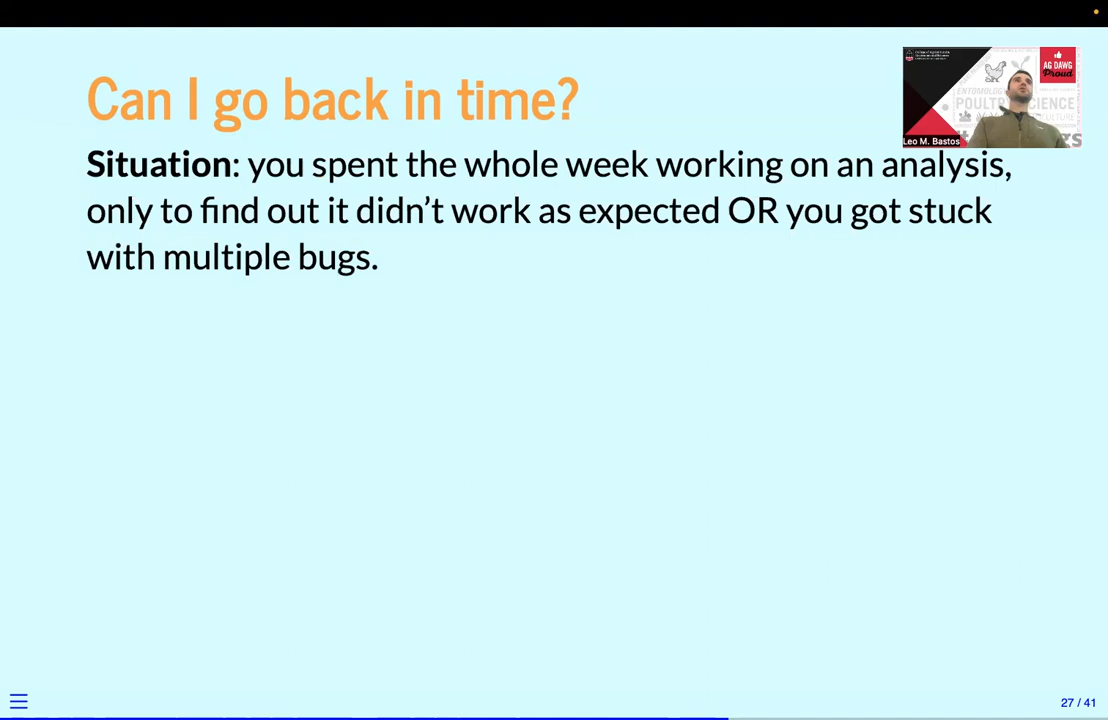 Can I go back in time?
Situation: you spent the whole week working on an analysis,
only to find out it didn't work as expected OR you got stuck
with multiple bugs.
AG DAWG
Proud
ENTOMOLOGY
POULTRY SCIENCE
Leo M. Bastos
27 / 41